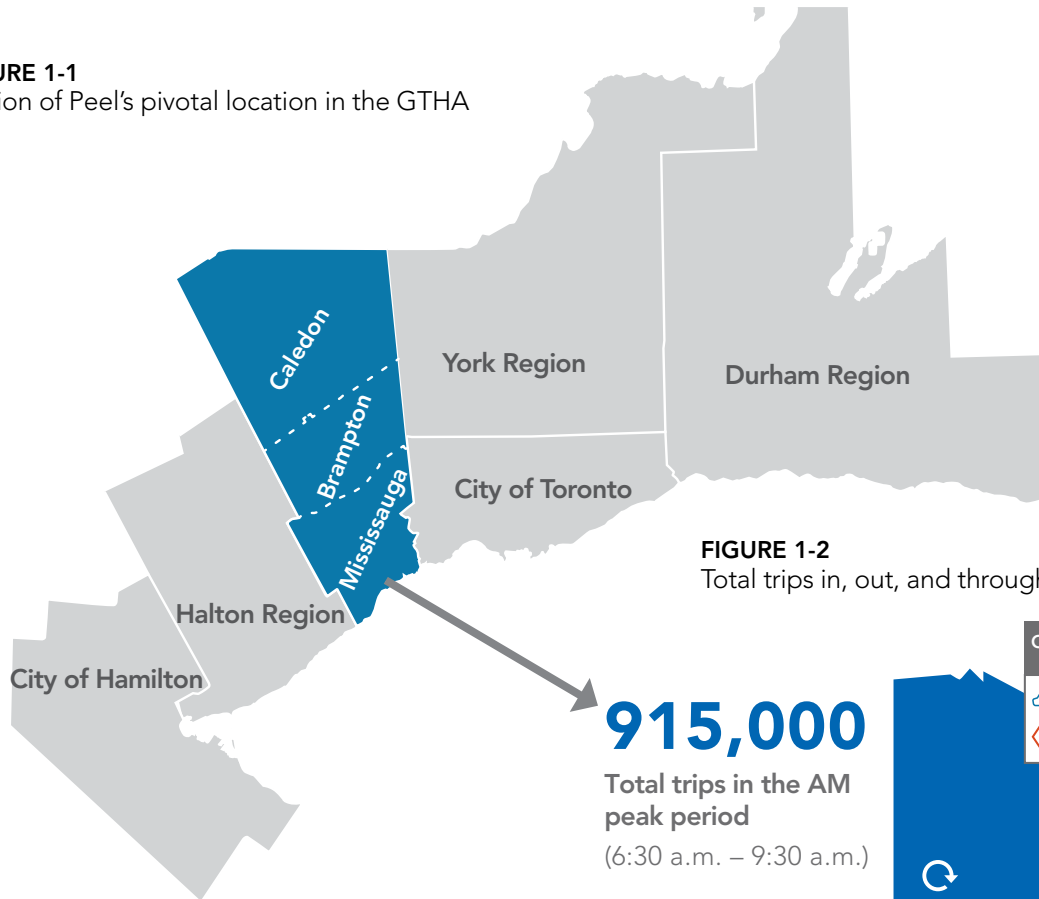 URE 1-1
ion of Peel's pivotal location in the GTHA
Caledon
York Region
Durham Region
Brampton
Mississauga
City of Toronto
FIGURE 1-2
Total trips in, out, and through
Halton Region
City of Hamilton
915,000
Total trips in the AM
peak period
(6:30 a.m. – 9:30 a.m.)